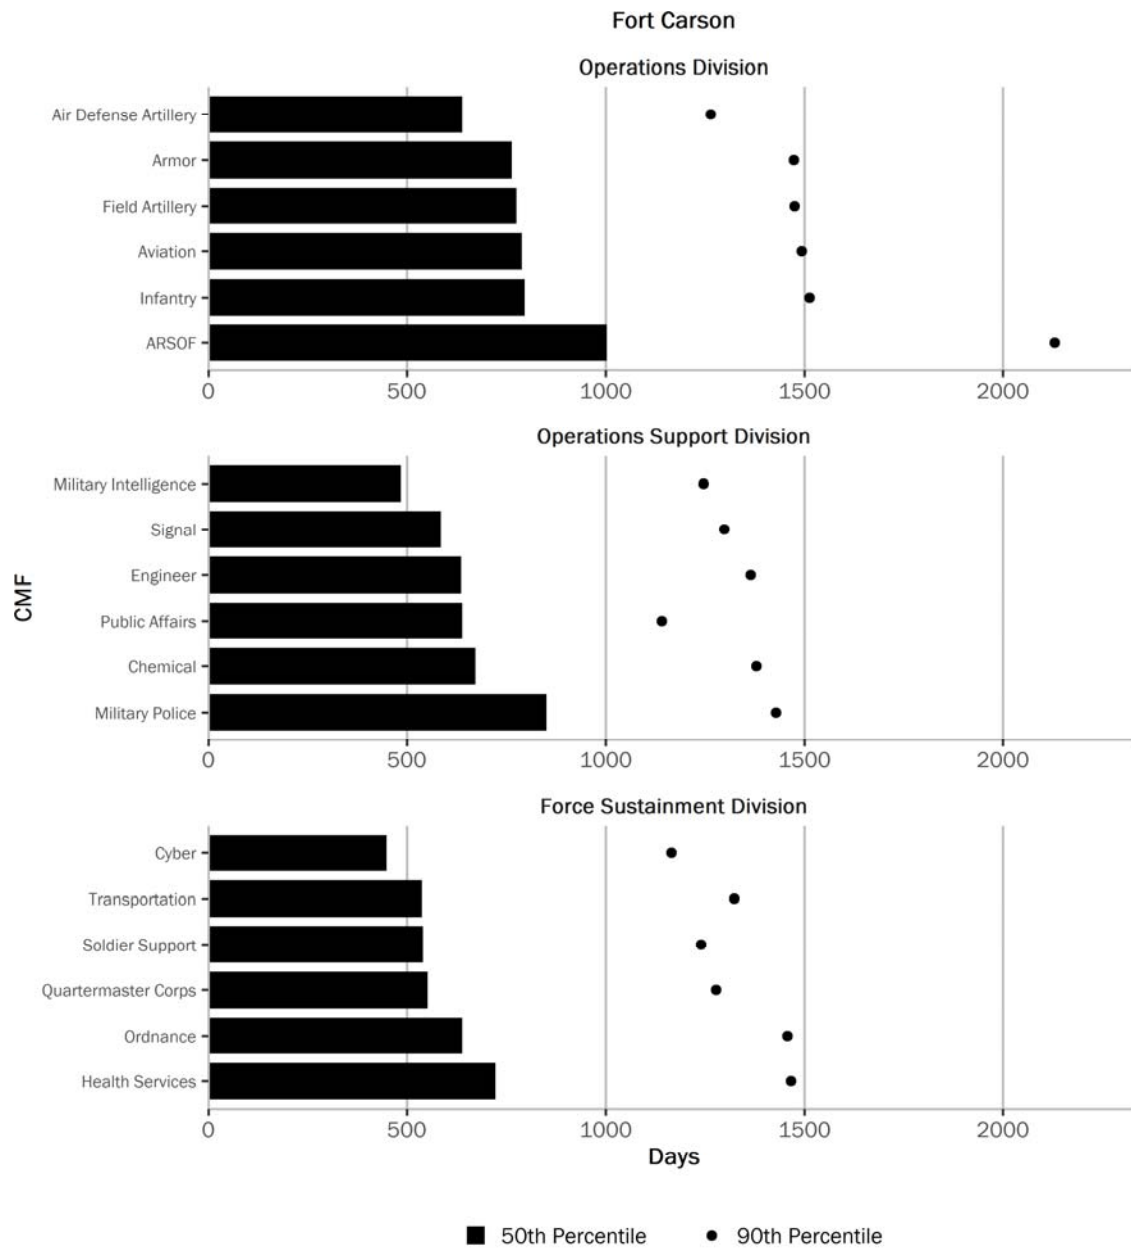 Fort Carson
Operations Division
Air Defense Artillery
Armor
Field Artillery
Aviation
Infantry
ARSOF
0 500 1000 1500 2000
Operations Support Division
Military Intelligence
Signal
Engineer
Public Affairs
Chemical
Military Police
0 500 1000 1500 2000
CMF
Force Sustainment Division
Cyber
Transportation
Soldier Support
Quartermaster Corps
Ordnance
Health Services
0 500 1000 1500 2000
Days
50th Percentile 90th Percentile